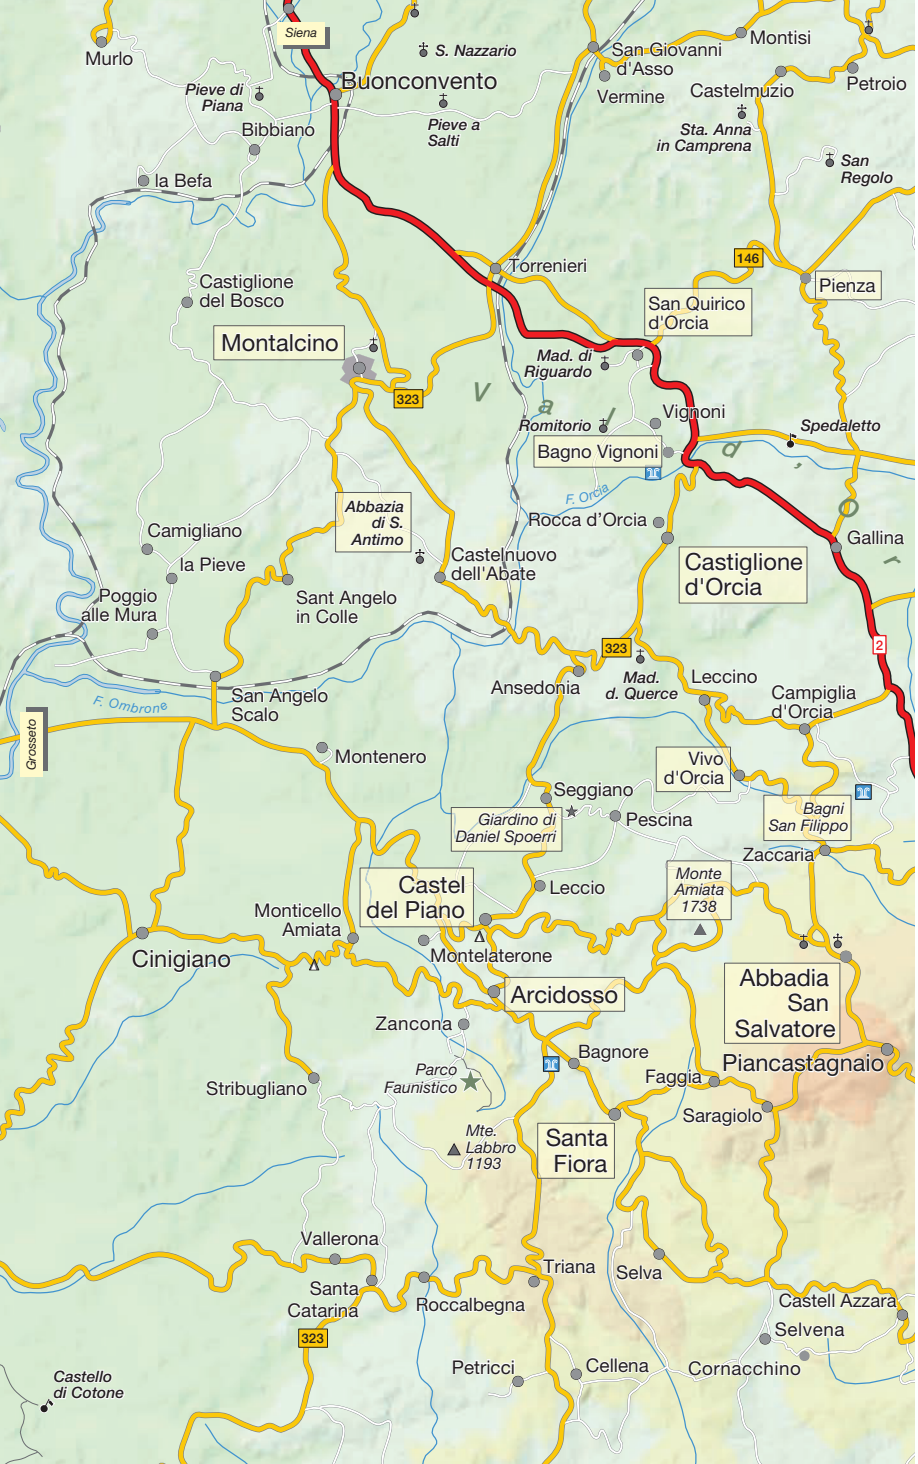 Siena
Murlo
S. Nazzario
San Giovanni
d'Asso
Montisi
Buonconvento
Vermine
Castelmuzio
Petroio
Pieve di
Piana
Pieve a
Salti
Bibbiano
Sta. Anna
in Camprena
San
Regolo
la Befa
Torrenieri
146
Pienza
Castiglione
del Bosco
San Quirico
d'Orcia
Montalcino
Mad. di
Riguardo
323
V a l d ' O r
Vignoni
Romitorio
Spedaletto
Bagno Vignoni
F. Orcia
Abbazia
di S.
Antimo
Rocca d'Orcia
Camigliano
Gallina
Castelnuovo
dell'Abate
la Pieve
Castiglione
d'Orcia
Poggio
alle Mura
Sant Angelo
in Colle
323
2
Mad.
d. Querce
Ansedonia
Leccino
Campiglia
d'Orcia
San Angelo
Scalo
F. Ombrone
Grosseto
Montenero
Vivo
d'Orcia
Seggiano
Giardino di
Daniel Spoerri
Pescina
Bagni
San Filippo
Zaccaria
Monte
Amiata
1738
Castel
del Piano
Leccio
Monticello
Amiata
Cinigiano
Montelaterone
Abbadia
San
Salvatore
Arcidosso
Zancona
Bagnore
Piancastagnaio
Parco
Faunistico
Faggia
Stribugliano
Saragiolo
Mte.
Labbro
1193
Santa
Fiora
Vallerona
Triana
Selva
Santa
Catarina
Roccalbegna
Castell Azzara
Selvena
323
Petricci
Cellena
Cornacchino
Castello
di Cotone